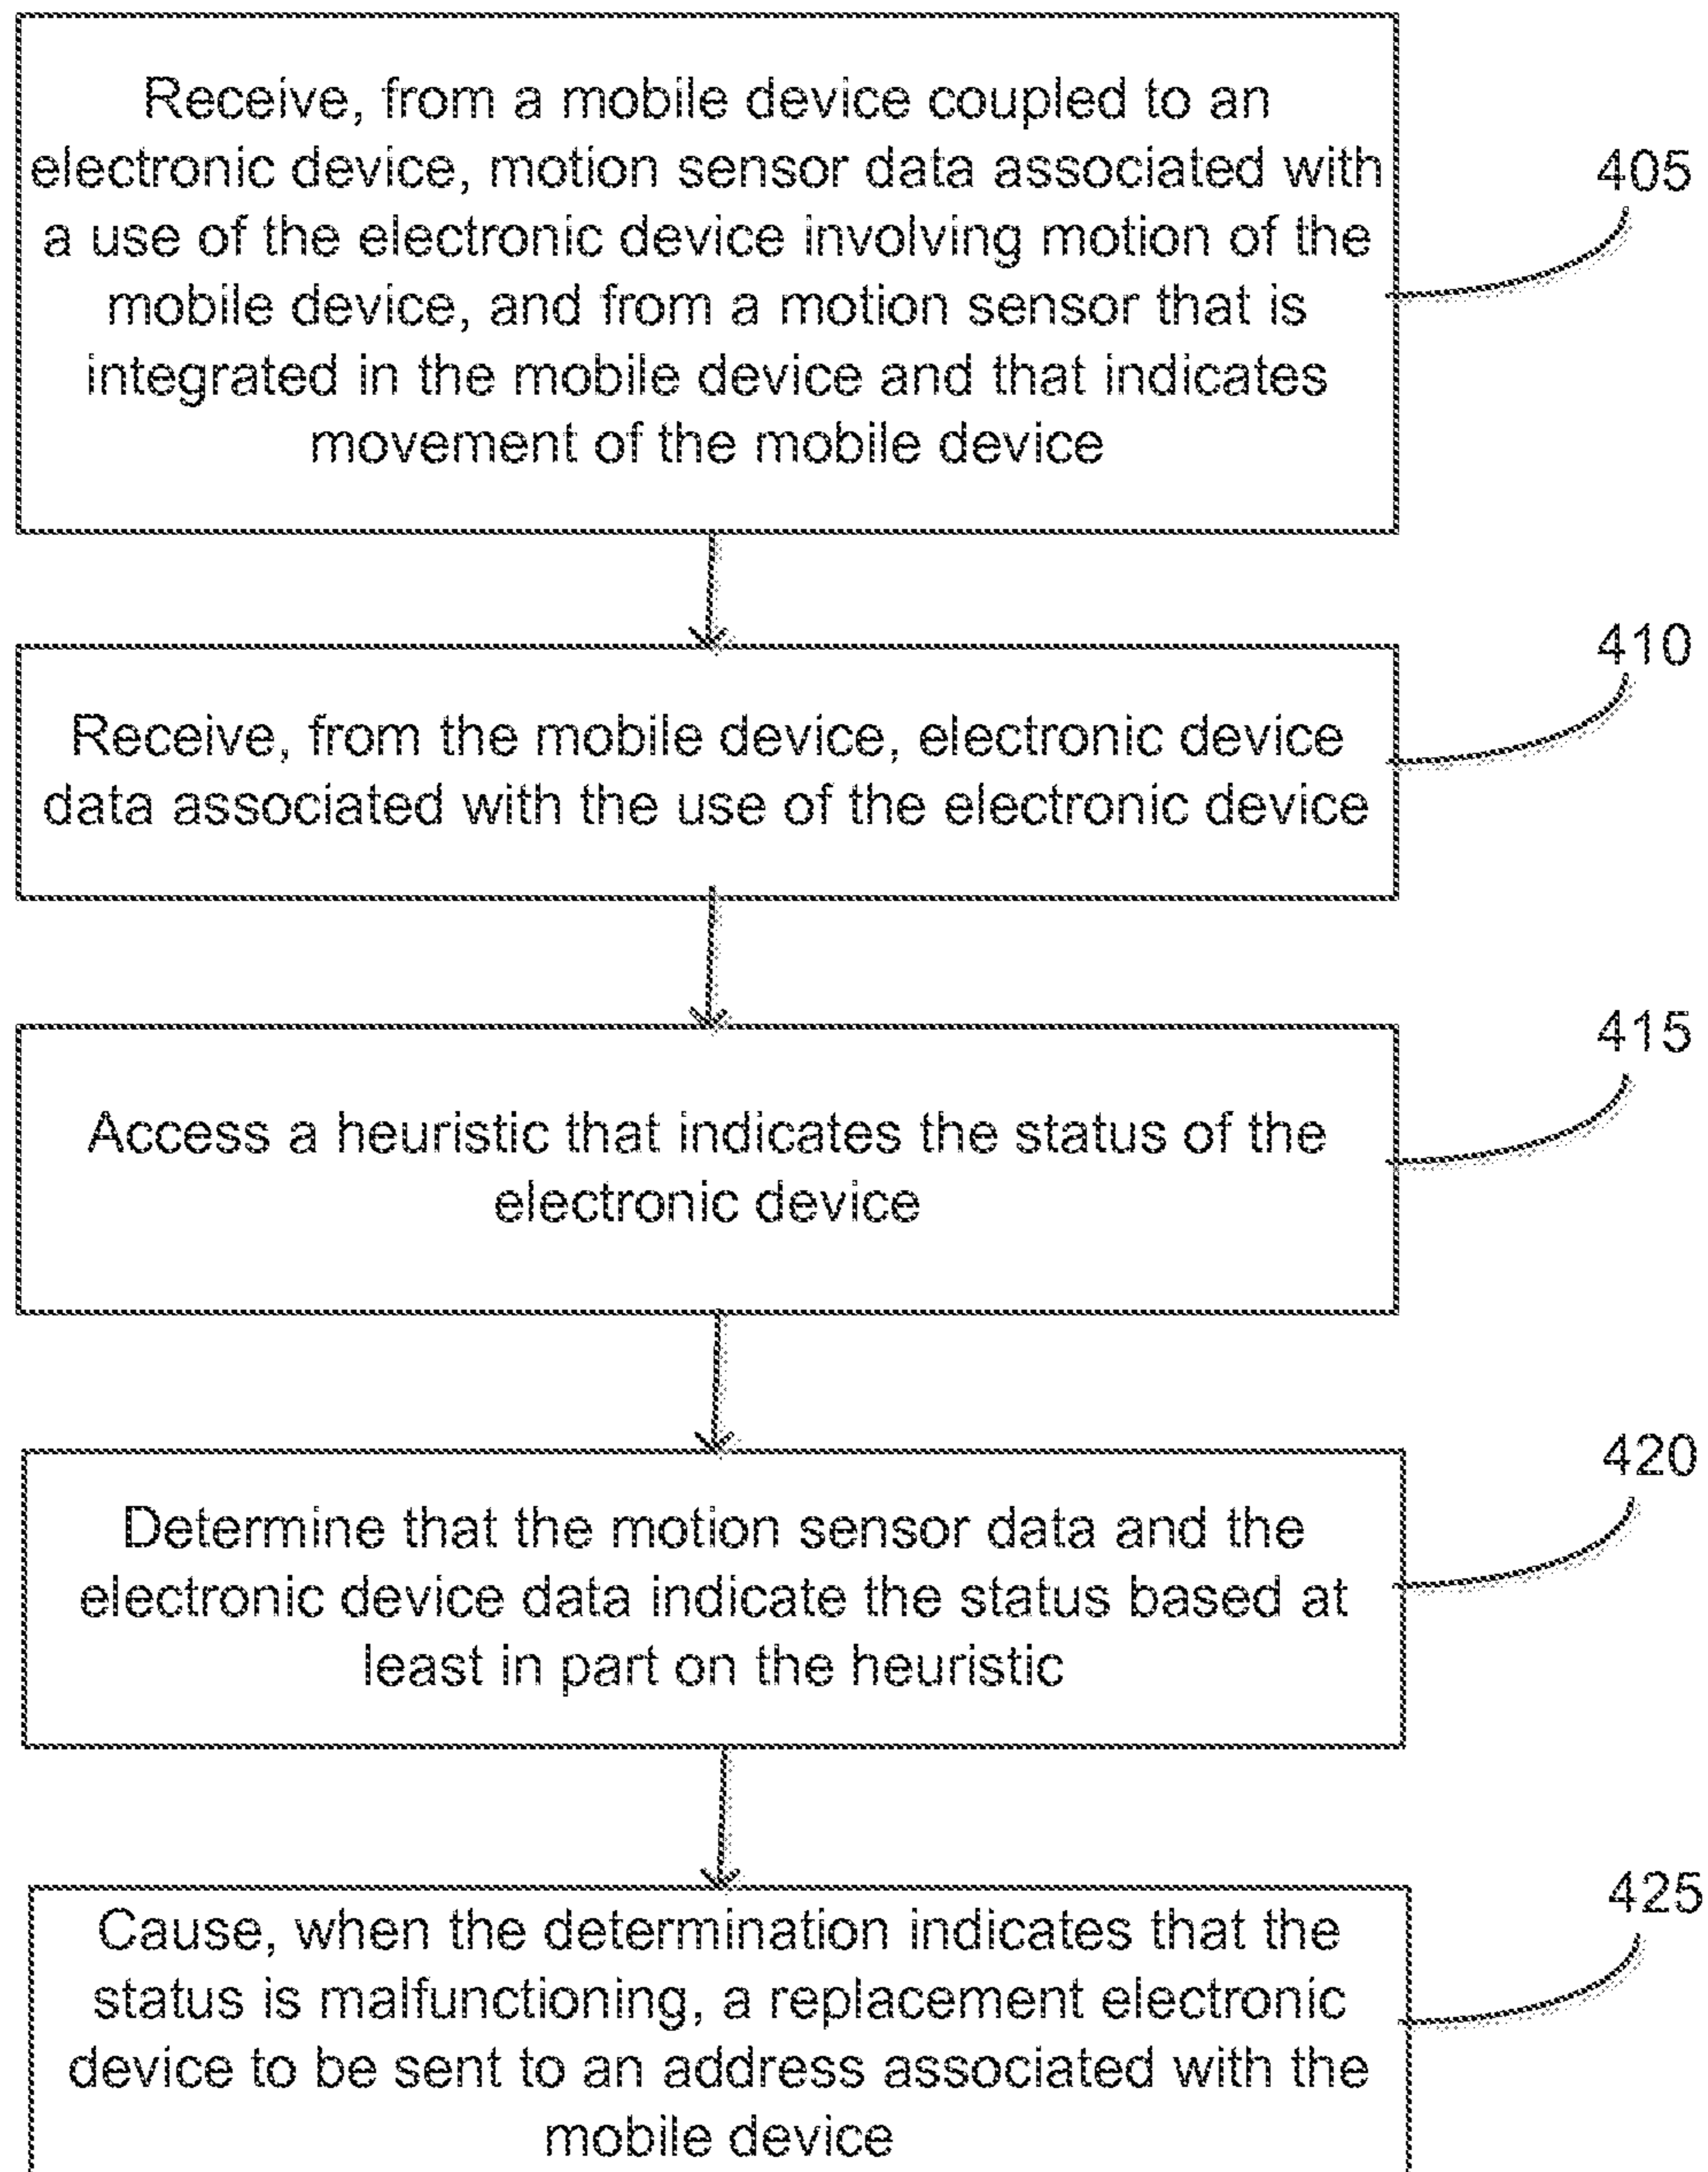 Receive, from a mobile device coupled to an
electronic device, motion sensor data associated with
a use of the electronic device involving motion of the
mobile device, and from a motion sensor that is
integrated in the mobile device and that indicates
movement of the mobile device
405
Receive, from the mobile device, electronic device
data associated with the use of the electronic device
410
Access a heuristic that indicates the status of the
electronic device
415
Determine that the motion sensor data and the
electronic device data indicate the status based at
least in part on the heuristic
420
Cause, when the determination indicates that the
status is malfunctioning, a replacement electronic
device to be sent to an address associated with the
mobile device
425